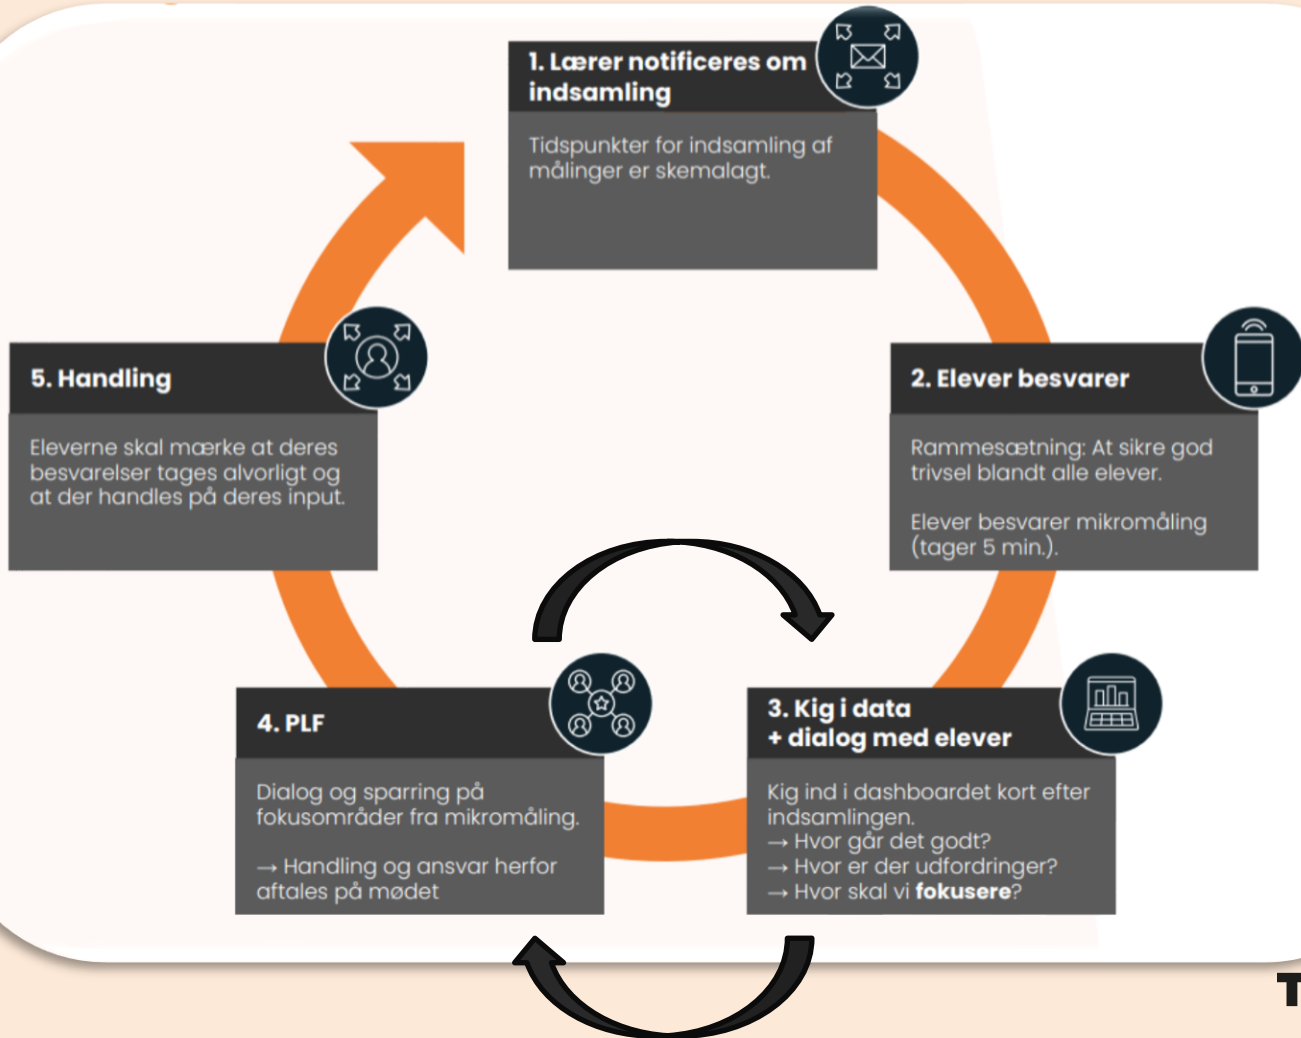 1. Lærer notificeres om
indsamling
Tidspunkter for indsamling af
målinger er skemalagt.
2. Elever besvarer
Rammesætning: At sikre god
trivsel blandt alle elever.
Elever besvarer mikromåling
(tager 5 min.).
3. Kig i data
+ dialog med elever
Kig ind i dashboardet kort efter
indsamlingen.
→ Hvor går det godt?
→ Hvor er der udfordringer?
→ Hvor skal vi fokusere?
4. PLF
Dialog og sparring på
fokusområder fra mikromåling.
→ Handling og ansvar herfor
aftales på mødet
5. Handling
Eleverne skal mærke at deres
besvarelser tages alvorligt og
at der handles på deres input.